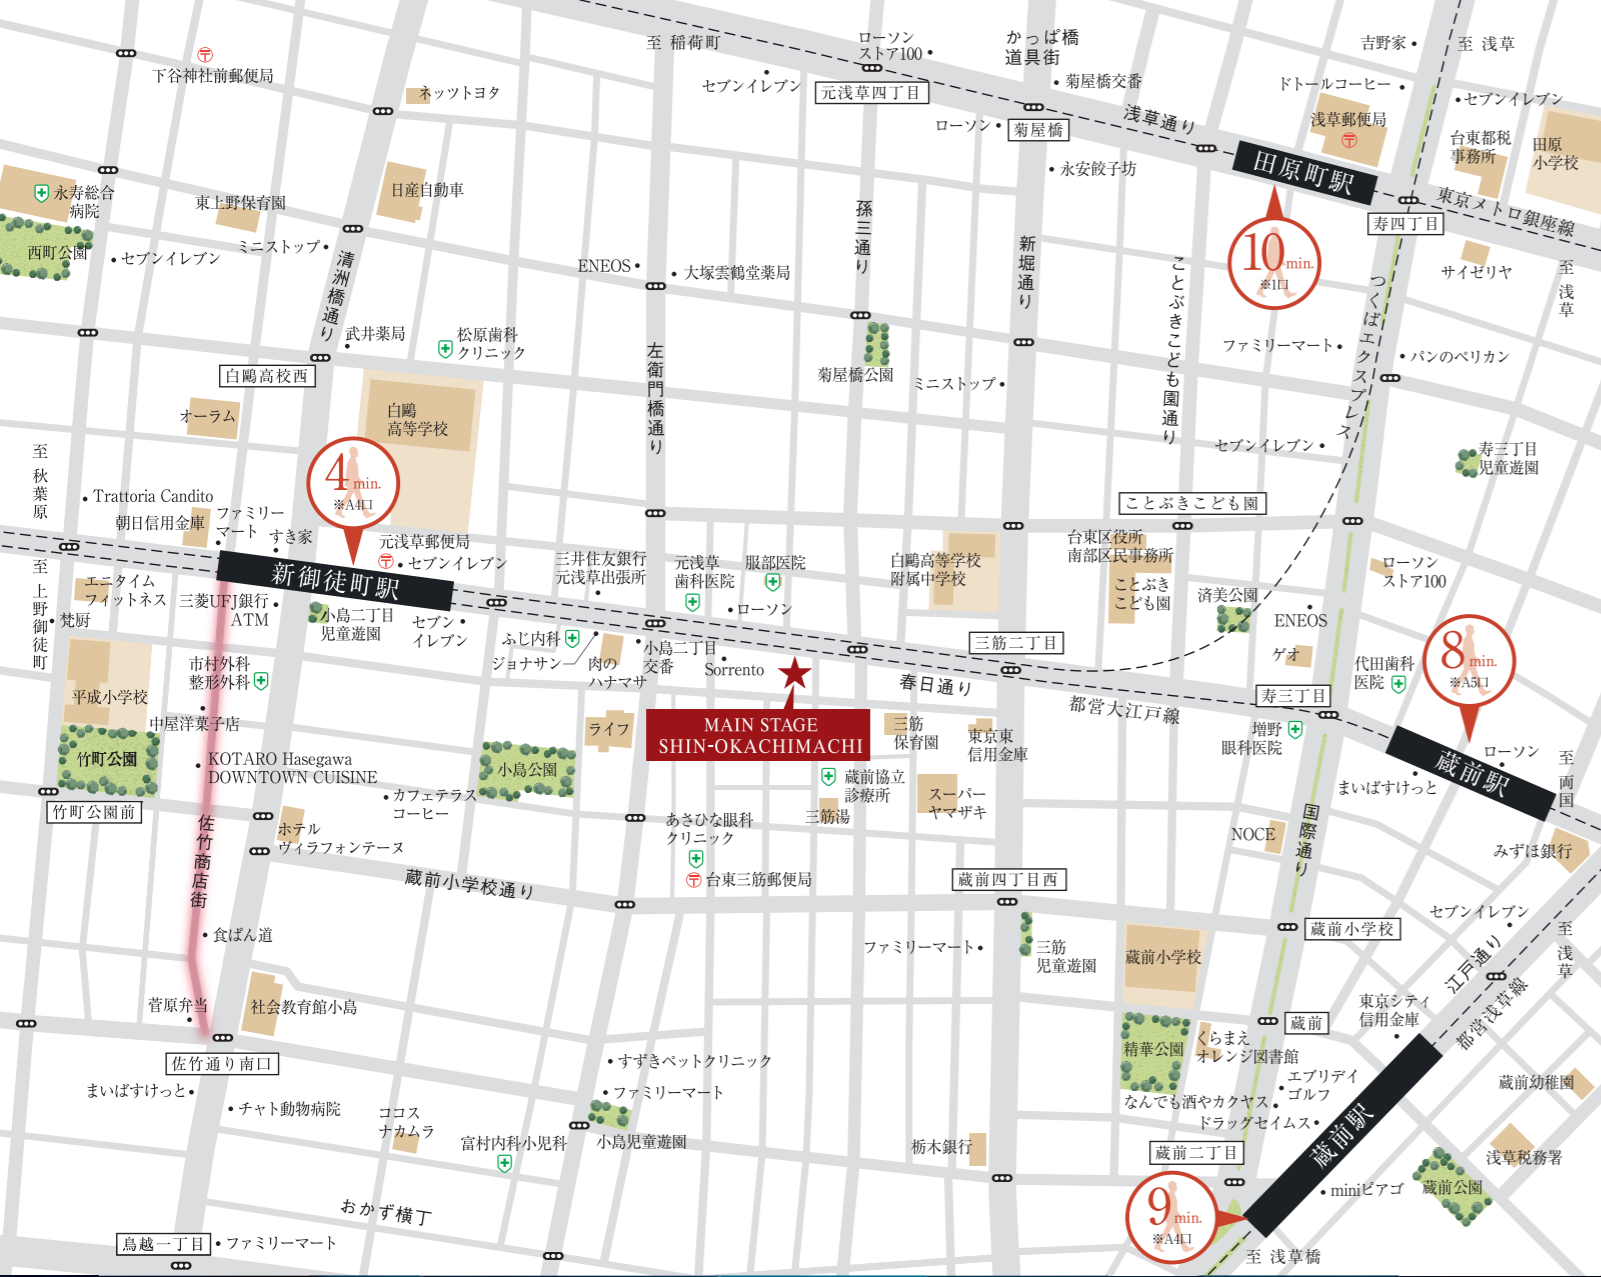 至 稲荷町
ローソン
ストア100
かっぱ橋
道具街
吉野家
至 浅草
下谷神社前郵便局
セブンイレブン
元浅草四丁目
菊屋橋交番
ドトールコーヒー
セブンイレブン
ネッツトヨタ
ローソン
菊屋橋
浅草通り
浅草郵便局
台東都税
事務所
田原
小学校
永寿総合
病院
東上野保育園
日産自動車
永安餃子坊
田原町駅
東京メトロ銀座線
寿四丁目
西町公園
セブンイレブン
ミニストップ
清洲橋通り
ENEOS
大塚雲鶴堂薬局
孫三通り
新堀通り
ことぶきこども園通り
10 min.
※1口
つくばエクスプレス
サイゼリヤ
至 浅草
武井薬局
松原歯科
クリニック
左衛門橋通り
菊屋橋公園
ミニストップ
ファミリーマート
パンのペリカン
白鷗高校西
オーラム
白鷗
高等学校
セブンイレブン
寿三丁目
児童遊園
至 秋葉原
4 min.
※A4口
Trattoria Candito
朝日信用金庫
ファミリー
マート
すき家
元浅草郵便局
セブンイレブン
ことぶきこども園
新御徒町駅
三井住友銀行
元浅草出張所
元浅草
歯科医院
服部医院
白鷗高等学校
附属中学校
台東区役所
南部区民事務所
ことぶき
こども園
済美公園
ローソン
ストア100
至 上野御徒町
エニタイム
フィットネス
梵厨
三菱UFJ銀行
ATM
小島二丁目
児童遊園
セブン
イレブン
ローソン
ENEOS
ふじ内科
ジョナサン
肉の
ハナマサ
小島二丁目
交番
Sorrento
三筋二丁目
ゲオ
代田歯科
医院
8 min.
※A5口
市村外科
整形外科
平成小学校
中屋洋菓子店
春日通り
都営大江戸線
寿三丁目
MAIN STAGE
SHIN-OKACHIMACHI
ライフ
三筋
保育園
東京東
信用金庫
増野
眼科医院
蔵前駅
ローソン
至 両国
竹町公園
KOTARO Hasegawa
DOWNTOWN CUISINE
小島公園
蔵前協立
診療所
スーパー
ヤマザキ
まいばすけっと
竹町公園前
カフェテラス
コーヒー
三筋湯
国際通り
佐竹商店街
ホテル
ヴィラフォンテーヌ
あさひな眼科
クリニック
NOCE
みずほ銀行
蔵前小学校通り
台東三筋郵便局
蔵前四丁目西
セブンイレブン
食ぱん道
ファミリーマート
三筋
児童遊園
蔵前小学校
蔵前小学校
江戸通り
至 浅草
菅原弁当
社会教育館小島
蔵前
東京シティ
信用金庫
都営浅草線
佐竹通り南口
すずきペットクリニック
精華公園
くらまえ
オレンジ図書館
まいばすけっと
ファミリーマート
エブリデイ
ゴルフ
蔵前幼稚園
チャト動物病院
ココス
ナカムラ
なんでも酒やカクヤス
ドラッグセイムス
富村内科小児科
小島児童遊園
栃木銀行
蔵前二丁目
蔵前駅
浅草税務署
miniピアゴ
蔵前公園
おかず横丁
9 min.
※A4口
鳥越一丁目
ファミリーマート
至 浅草橋